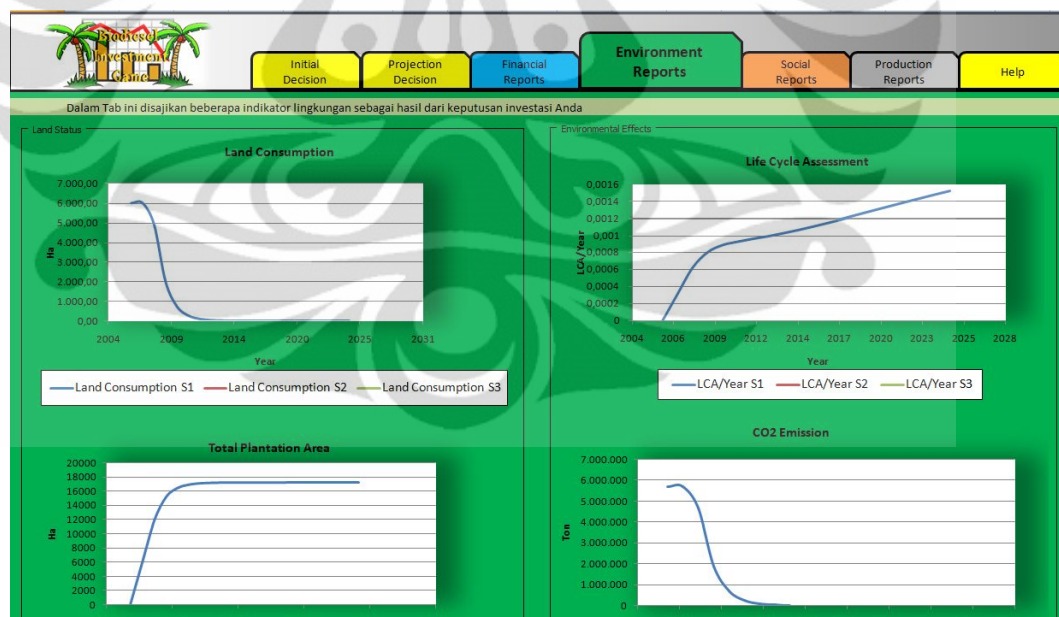 Biodiesel
Investment
Game
Initial
Decision
Projection
Decision
Financial
Reports
Environment
Reports
Social
Reports
Production
Reports
Help
Dalam Tab ini disajikan beberapa indikator lingkungan sebagai hasil dari keputusan investasi Anda
Land Status
Land Consumption
7.000,00
6.000,00
5.000,00
4.000,00
3.000,00
2.000,00
1.000,00
0,00
Ha
2004 2009 2014 2020 2025 2031
Year
Land Consumption S1 Land Consumption S2 Land Consumption S3
Total Plantation Area
20000
18000
16000
14000
12000
10000
8000
6000
4000
2000
0
Ha
Environmental Effects
Life Cycle Assessment
0,0016
0,0014
0,0012
0,001
0,0008
0,0006
0,0004
0,0002
0
LCA/Year
2004 2006 2009 2012 2014 2017 2020 2023 2025 2028
Year
LCA/Year S1 LCA/Year S2 LCA/Year S3
CO2 Emission
7.000.000
6.000.000
5.000.000
4.000.000
3.000.000
2.000.000
1.000.000
0
Ton